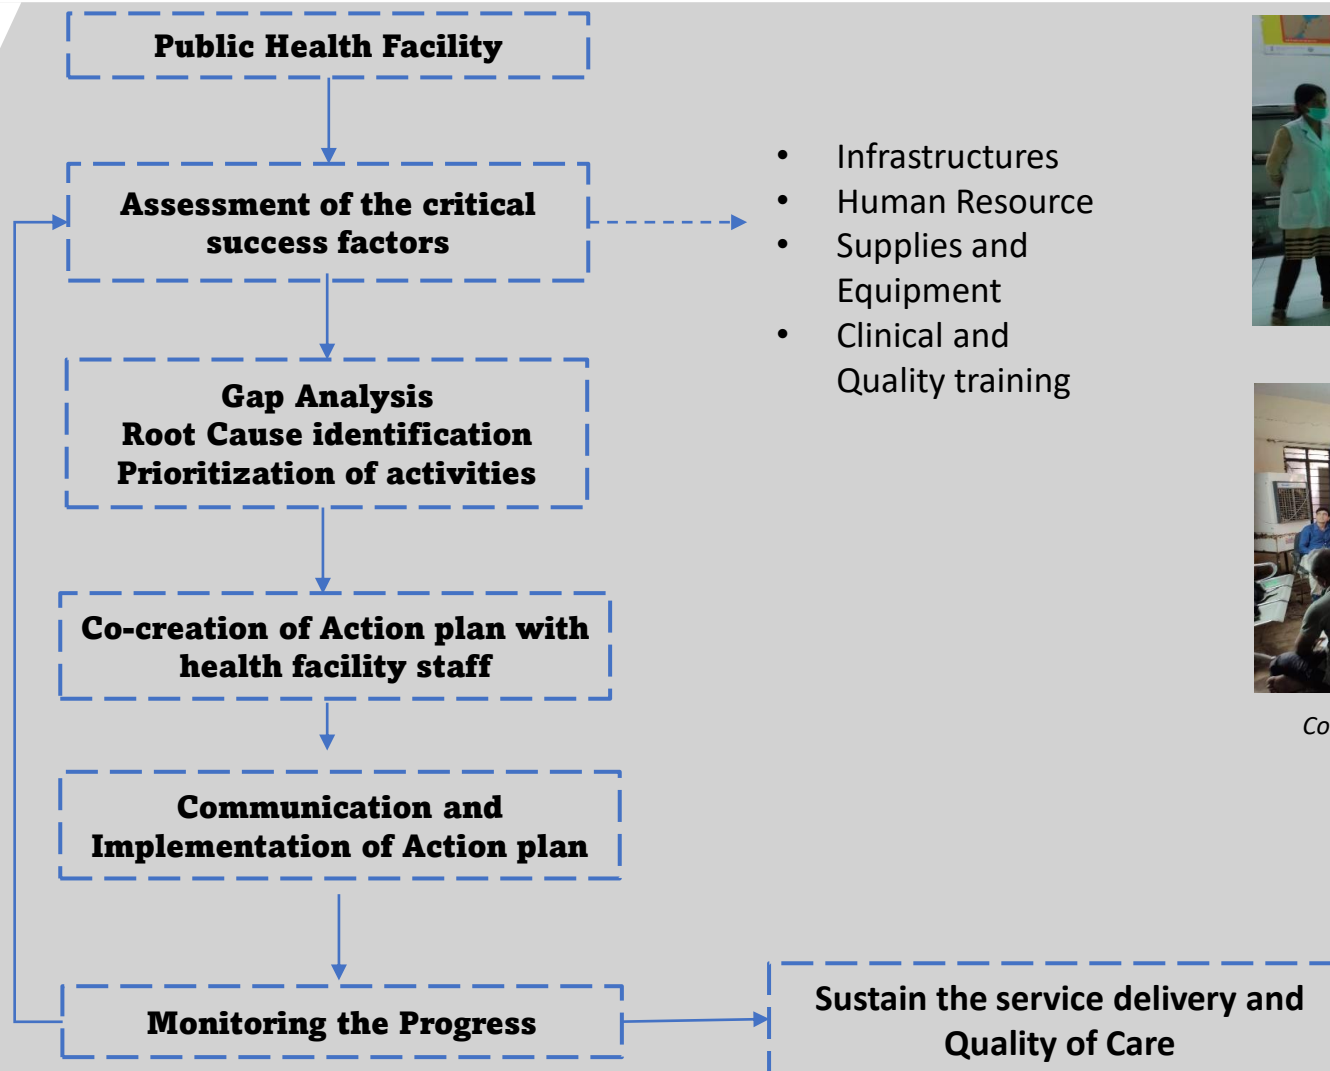 Public Health Facility
Assessment of the critical
success factors
• Infrastructures
• Human Resource
• Supplies and
Equipment
• Clinical and
Quality training
Gap Analysis
Root Cause identification
Prioritization of activities
Co-creation of Action plan with
health facility staff
Communication and
Implementation of Action plan
Monitoring the Progress
Sustain the service delivery and
Quality of Care